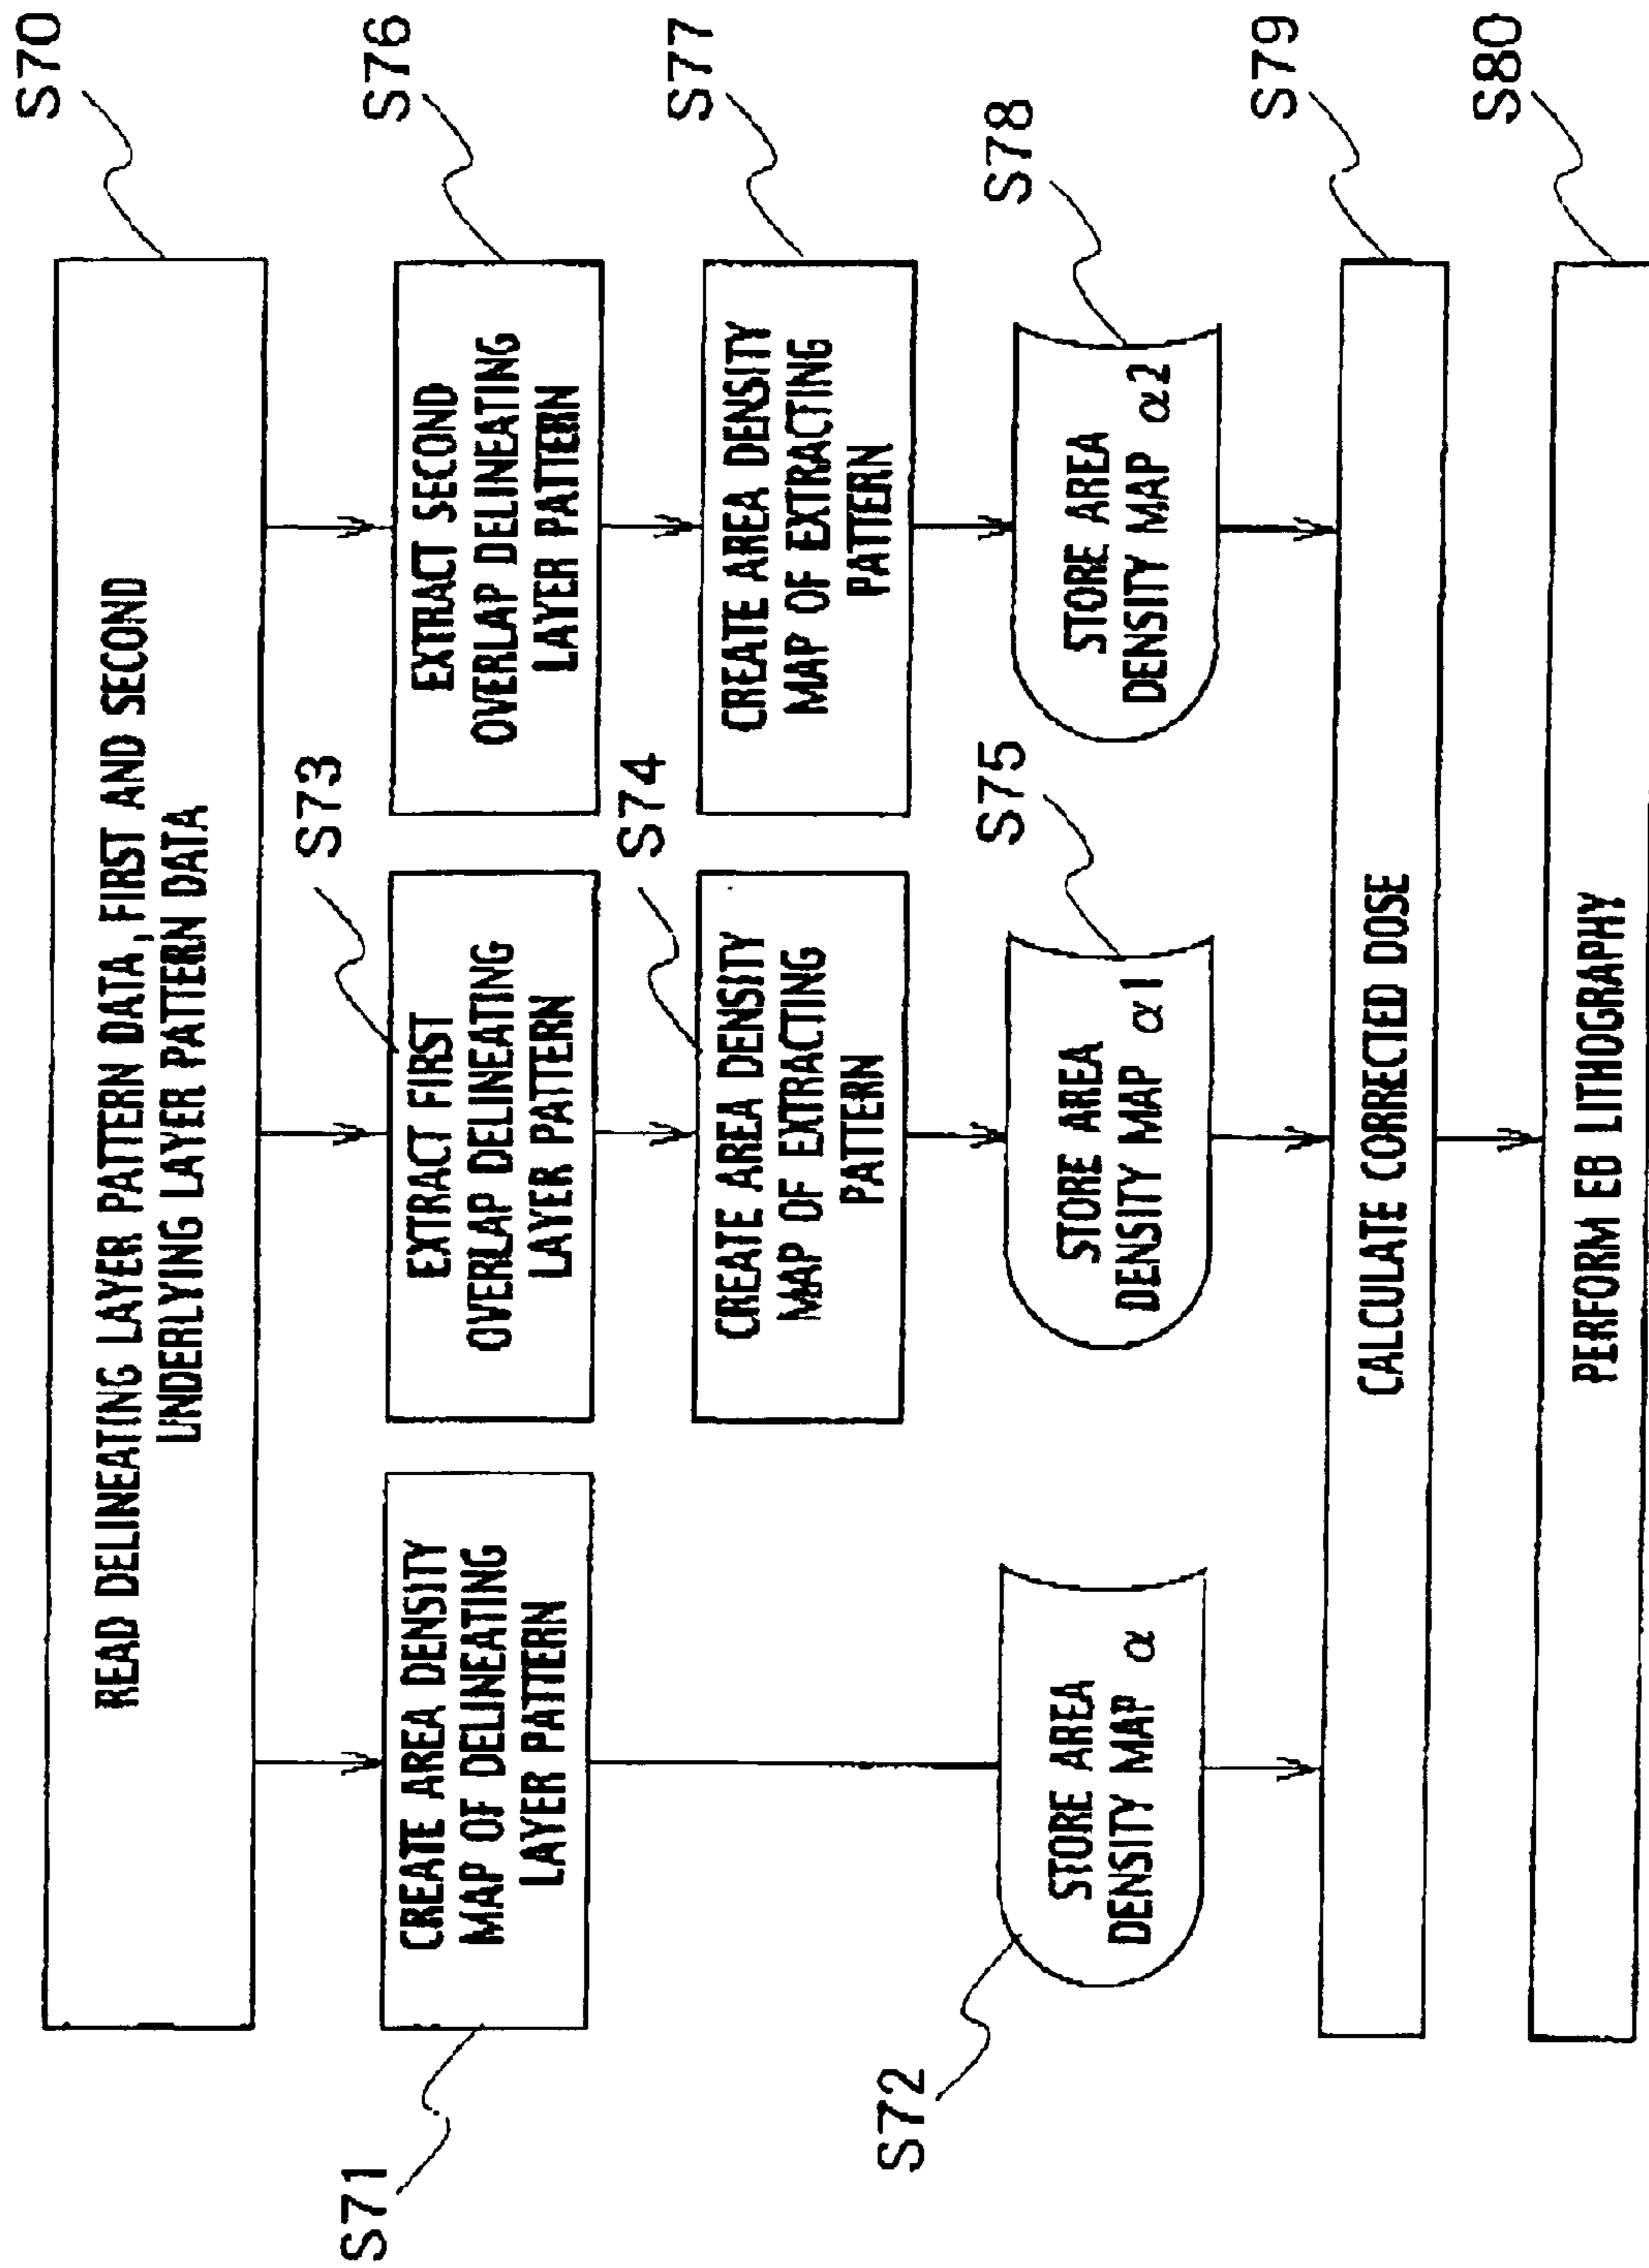 S70
READ DELINEATING LAYER PATTERN DATA, FIRST AND SECOND
UNDERLYING LAYER PATTERN DATA
S71
CREATE AREA DENSITY
MAP OF DELINEATING
LAYER PATTERN
S73
EXTRACT FIRST
OVERLAP DELINEATING
LAYER PATTERN
S76
EXTRACT SECOND
OVERLAP DELINEATING
LAYER PATTERN
S74
CREATE AREA DENSITY
MAP OF EXTRACTING
PATTERN
S77
CREATE AREA DENSITY
MAP OF EXTRACTING
PATTERN
S72
STORE AREA
DENSITY MAP α
S75
STORE AREA
DENSITY MAP α1
S78
STORE AREA
DENSITY MAP α2
S79
CALCULATE CORRECTED DOSE
S80
PERFORM EB LITHOGRAPHY